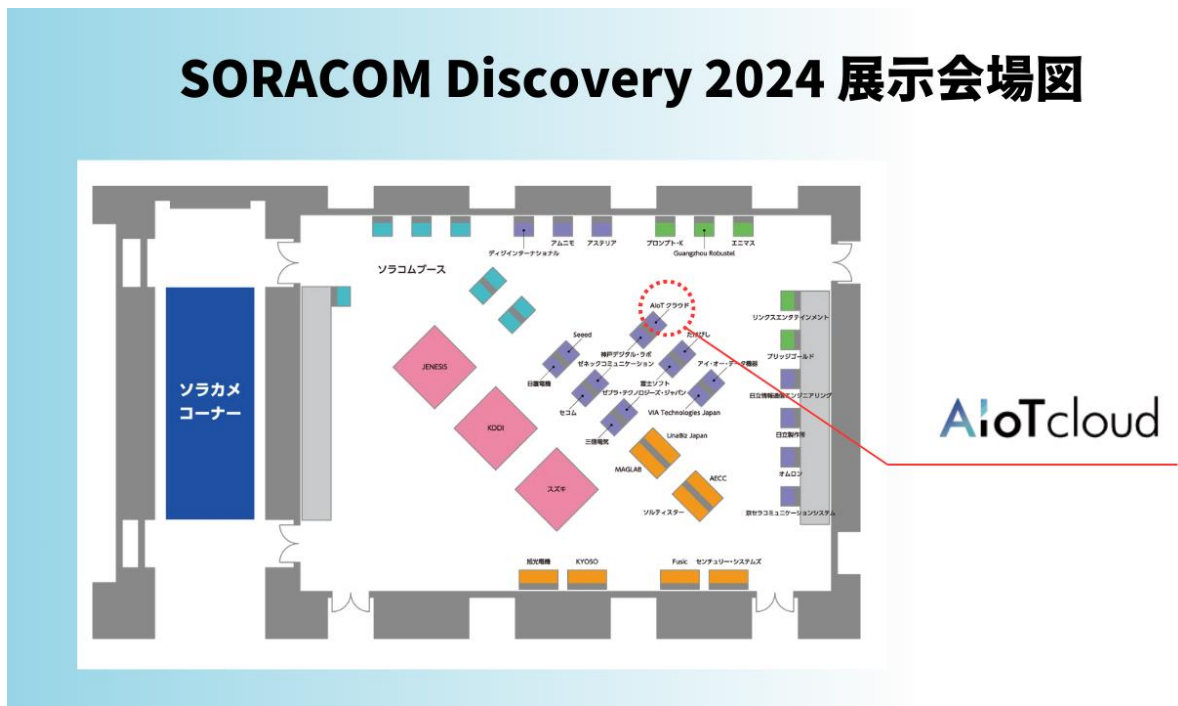 SORACOM Discovery 2024 展示会場図
ディジインターナショナル
アムニモ
アステリア
プロンプト・K
Guangzhou Robustel
エニマス
ソラコムブース
AIoT クラウド
リングスエンタテインメント
Seeed
たけびし
神戸デジタル・ラボ
ブリッジゴールド
JENESIS
ゼネックコミュニケーション
アイ・オー・データ機器
ソラカメ
コーナー
日置電機
富士ソフト
ゼブラ・テクノロジーズ・ジャパン
日立情報通信エンジニアリング
セコム
VIA Technologies Japan
AIoTcloud
KDDI
三信電気
UnaBiz Japan
日立製作所
MAGLAB
オムロン
スズキ
AECC
ソルティスター
京セラコミュニケーションシステム
旭光電機
KYOSO
Fusic
センチュリー・システムズ